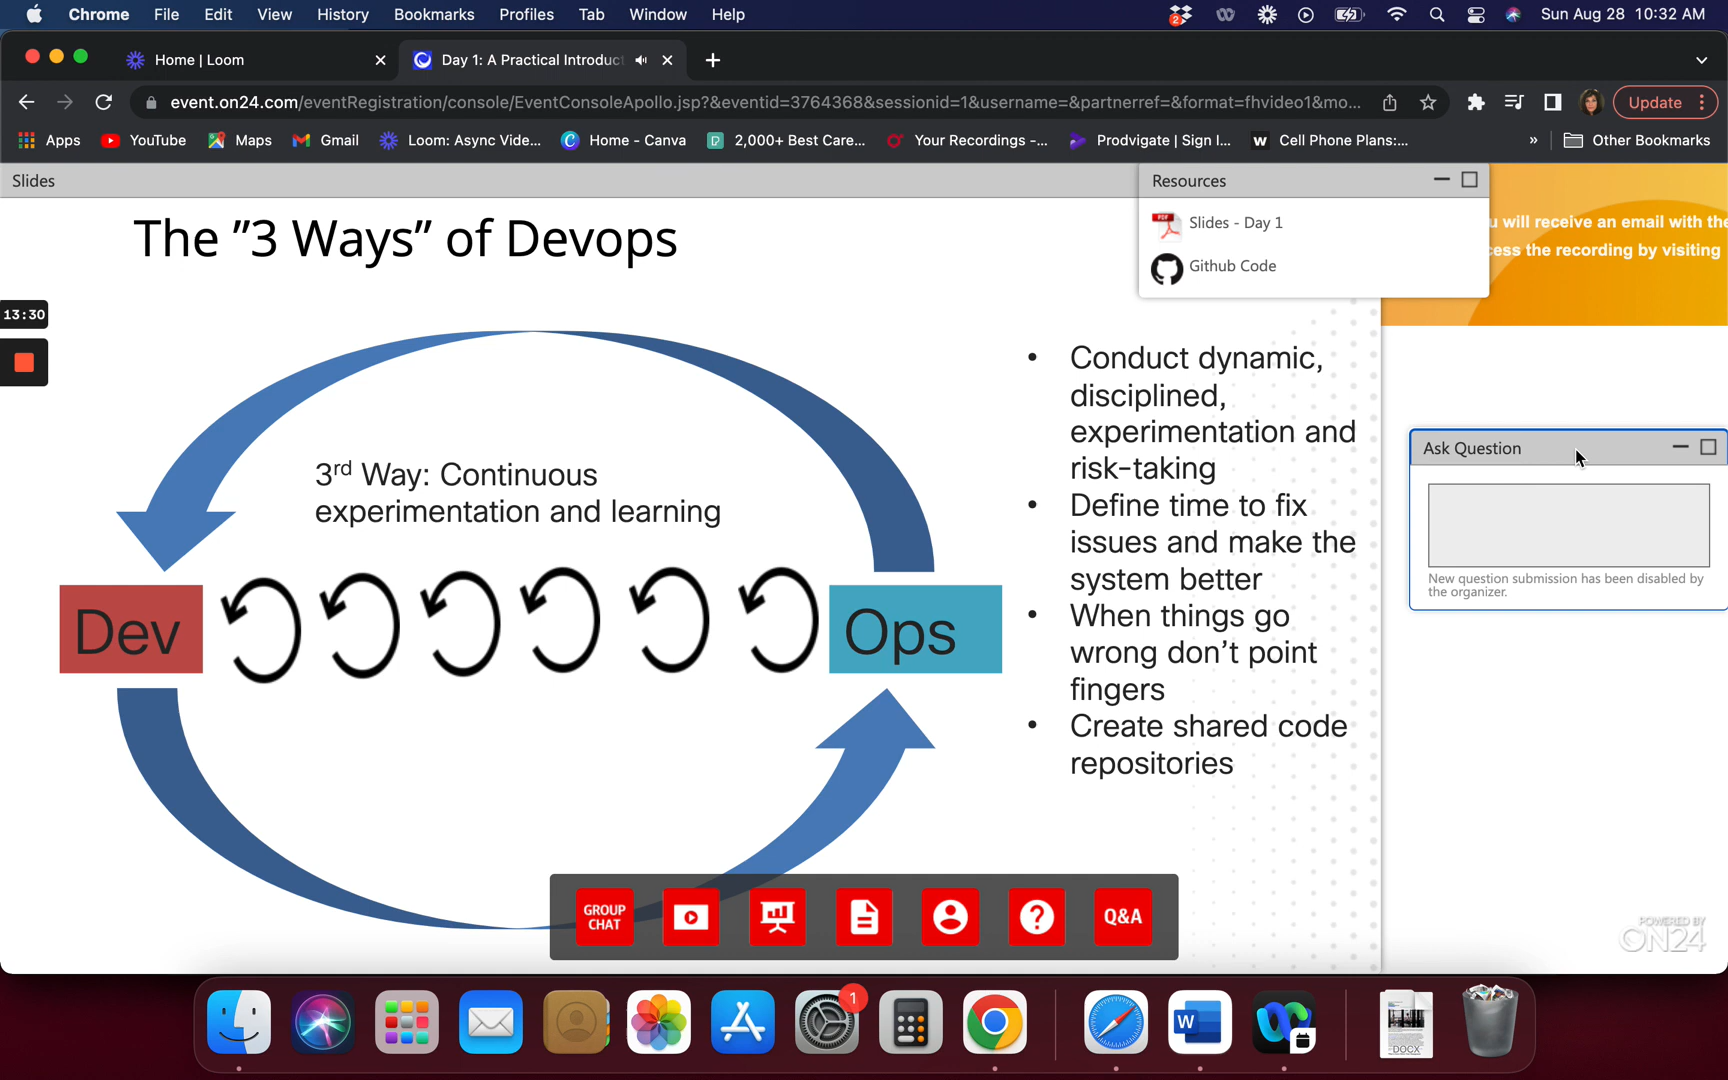 Chrome File Edit View History Bookmarks Profiles Tab Window Help
2
Sun Aug 28 10:32 AM
Home | Loom
Day 1: A Practical Introduct
event.on24.com/eventRegistration/console/EventConsoleApollo.jsp?&eventid=3764368&sessionid=1&username=&partnerref=&format=fhvideo1&mo...
Update
Apps YouTube Maps Gmail Loom: Async Vide... Home - Canva 2,000+ Best Care... Your Recordings -... Prodvigate | Sign I... W Cell Phone Plans:... » Other Bookmarks
Slides
The ”3 Ways” of Devops
13:30
3rd Way: Continuous
experimentation and learning
Dev
Ops
• Conduct dynamic,
disciplined,
experimentation and
risk-taking
• Define time to fix
issues and make the
system better
• When things go
wrong don’t point
fingers
• Create shared code
repositories
Resources
PDF
Slides - Day 1
Github Code
u will receive an email with the
cess the recording by visiting
Ask Question
New question submission has been disabled by
the organizer.
GROUP
CHAT
?
Q&A
POWERED BY
ON24
1
W
DOCX